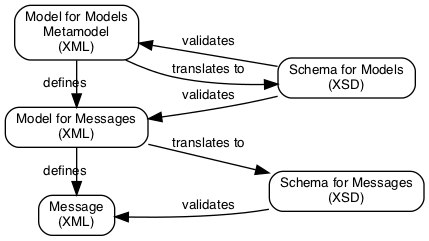 Model for Models
Metamodel
(XML)
validates
translates to
Schema for Models
(XSD)
defines
validates
Model for Messages
(XML)
translates to
defines
Schema for Messages
(XSD)
Message
(XML)
validates